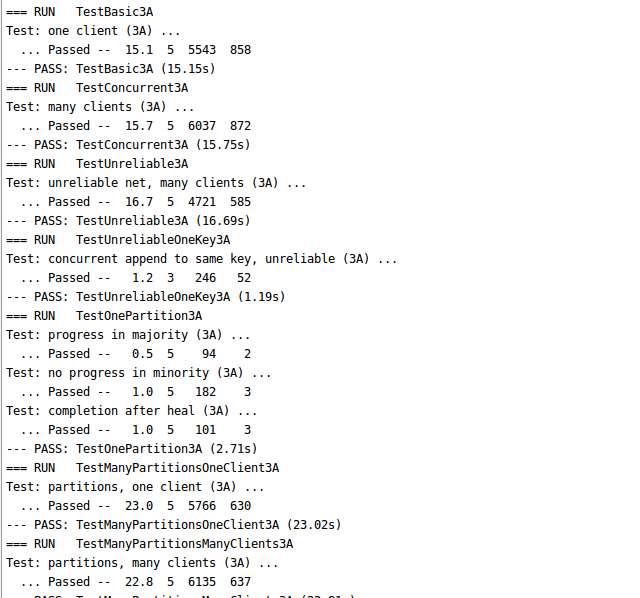 === RUN   TestBasic3A
Test: one client (3A) ...
  ... Passed --  15.1  5  5543  858
--- PASS: TestBasic3A (15.15s)
=== RUN   TestConcurrent3A
Test: many clients (3A) ...
  ... Passed --  15.7  5  6037  872
--- PASS: TestConcurrent3A (15.75s)
=== RUN   TestUnreliable3A
Test: unreliable net, many clients (3A) ...
  ... Passed --  16.7  5  4721  585
--- PASS: TestUnreliable3A (16.69s)
=== RUN   TestUnreliableOneKey3A
Test: concurrent append to same key, unreliable (3A) ...
  ... Passed --   1.2  3   246   52
--- PASS: TestUnreliableOneKey3A (1.19s)
=== RUN   TestOnePartition3A
Test: progress in majority (3A) ...
  ... Passed --   0.5  5    94    2
Test: no progress in minority (3A) ...
  ... Passed --   1.0  5   182    3
Test: completion after heal (3A) ...
  ... Passed --   1.0  5   101    3
--- PASS: TestOnePartition3A (2.71s)
=== RUN   TestManyPartitionsOneClient3A
Test: partitions, one client (3A) ...
  ... Passed --  23.0  5  5766  630
--- PASS: TestManyPartitionsOneClient3A (23.02s)
=== RUN   TestManyPartitionsManyClients3A
Test: partitions, many clients (3A) ...
  ... Passed --  22.8  5  6135  637